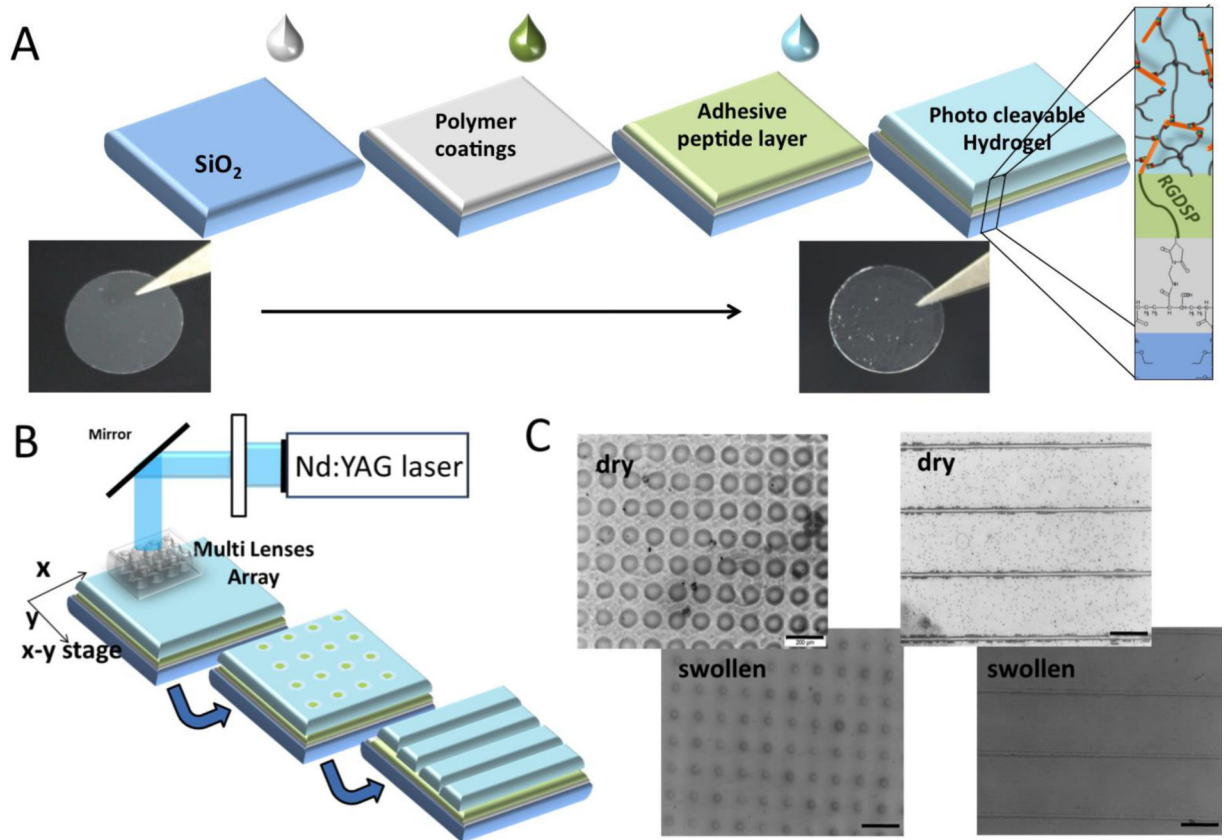 A
SiO2
Polymer
coatings
Adhesive
peptide layer
Photo cleavable
Hydrogel
RGDSP
B
Mirror
Nd:YAG laser
Multi Lenses
Array
x
y
x-y stage
C
dry
200 μm
dry
swollen
swollen